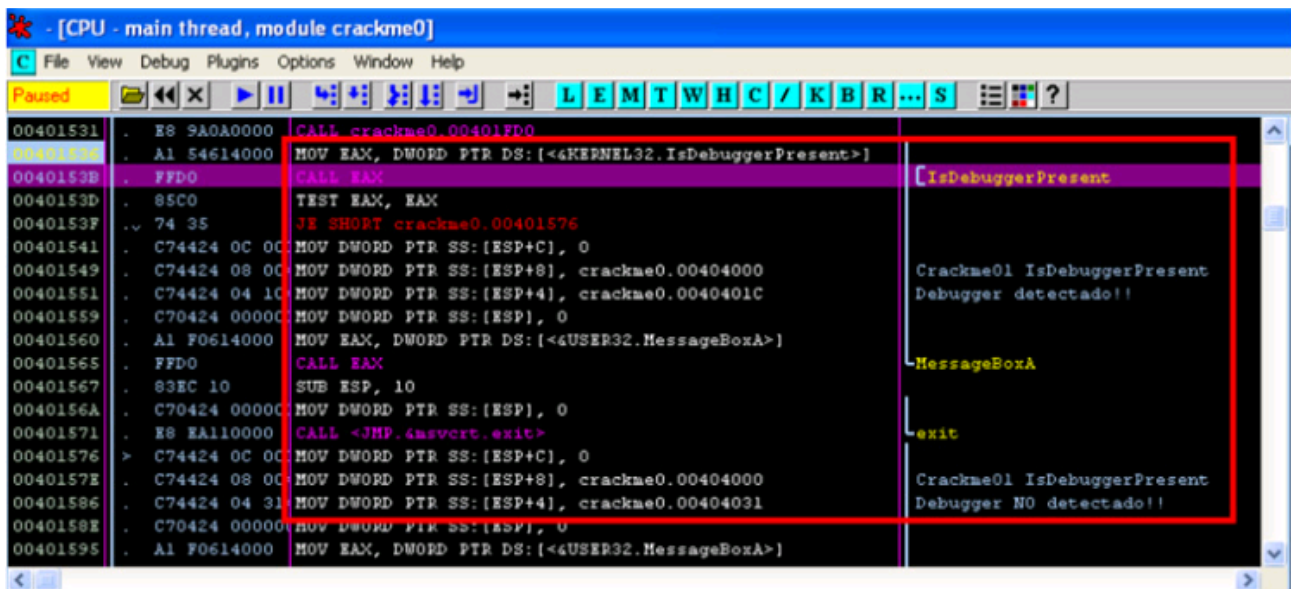 - [CPU - main thread, module crackme0]
C File View Debug Plugins Options Window Help
Paused L E M T W H C / K B R ... S ?
00401531 . E8 9A0A0000 CALL crackme0.00401FD0
00401536 . A1 54614000 MOV EAX, DWORD PTR DS:[<&KERNEL32.IsDebuggerPresent>]
0040153B . FFD0 CALL EAX [IsDebuggerPresent
0040153D . 85C0 TEST EAX, EAX
0040153F .v 74 35 JE SHORT crackme0.00401576
00401541 . C74424 0C 00 MOV DWORD PTR SS:[ESP+C], 0
00401549 . C74424 08 00 MOV DWORD PTR SS:[ESP+8], crackme0.00404000 Crackme01 IsDebuggerPresent
00401551 . C74424 04 1C MOV DWORD PTR SS:[ESP+4], crackme0.0040401C Debugger detectado!!
00401559 . C70424 00000 MOV DWORD PTR SS:[ESP], 0
00401560 . A1 F0614000 MOV EAX, DWORD PTR DS:[<&USER32.MessageBoxA>]
00401565 . FFD0 CALL EAX MessageBoxA
00401567 . 83EC 10 SUB ESP, 10
0040156A . C70424 00000 MOV DWORD PTR SS:[ESP], 0
00401571 . E8 EA110000 CALL <JMP.&msvcrt.exit> exit
00401576 > C74424 0C 00 MOV DWORD PTR SS:[ESP+C], 0
0040157E . C74424 08 00 MOV DWORD PTR SS:[ESP+8], crackme0.00404000 Crackme01 IsDebuggerPresent
00401586 . C74424 04 31 MOV DWORD PTR SS:[ESP+4], crackme0.00404031 Debugger NO detectado!!
0040158E . C70424 00000 MOV DWORD PTR SS:[ESP], 0
00401595 . A1 F0614000 MOV EAX, DWORD PTR DS:[<&USER32.MessageBoxA>]